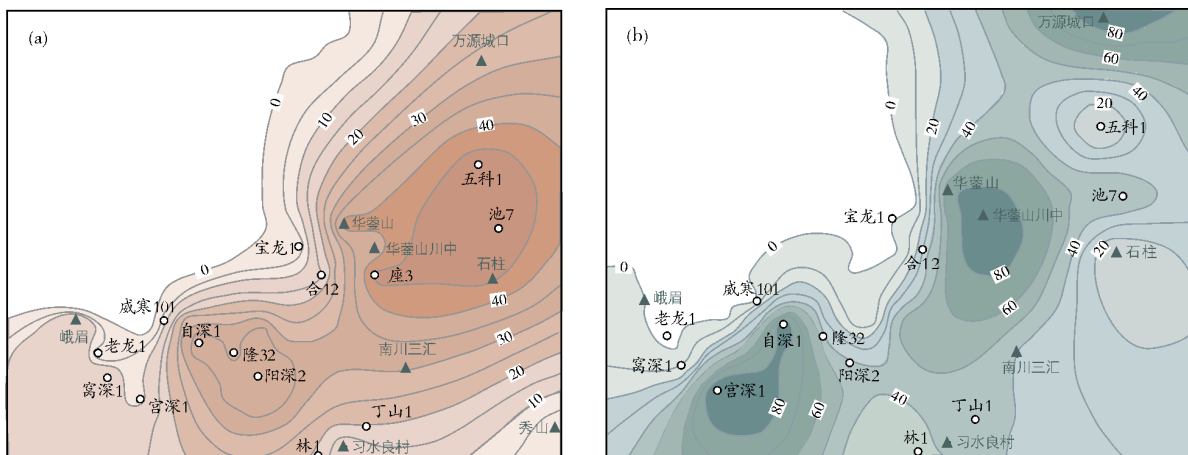 (a)
万源城口
0
10
20
30
40
五科1
池7
华蓥山
华蓥山川中
宝龙1
石柱
座3
合12
0
威寒101
40
峨眉
自深1
老龙1
隆32
南川三汇
30
阳深2
窝深1
宫深1
20
丁山1
10
秀山
林1
习水良村
(b)
万源城口
80
60
40
20
五科1
0
20
40
华蓥山
池7
宝龙1
华蓥山川中
0
40
20
石柱
合12
0
80
峨眉
威寒101
60
老龙1
自深1
隆32
南川三汇
窝深1
阳深2
宫深1
40
丁山1
80
60
林1
习水良村